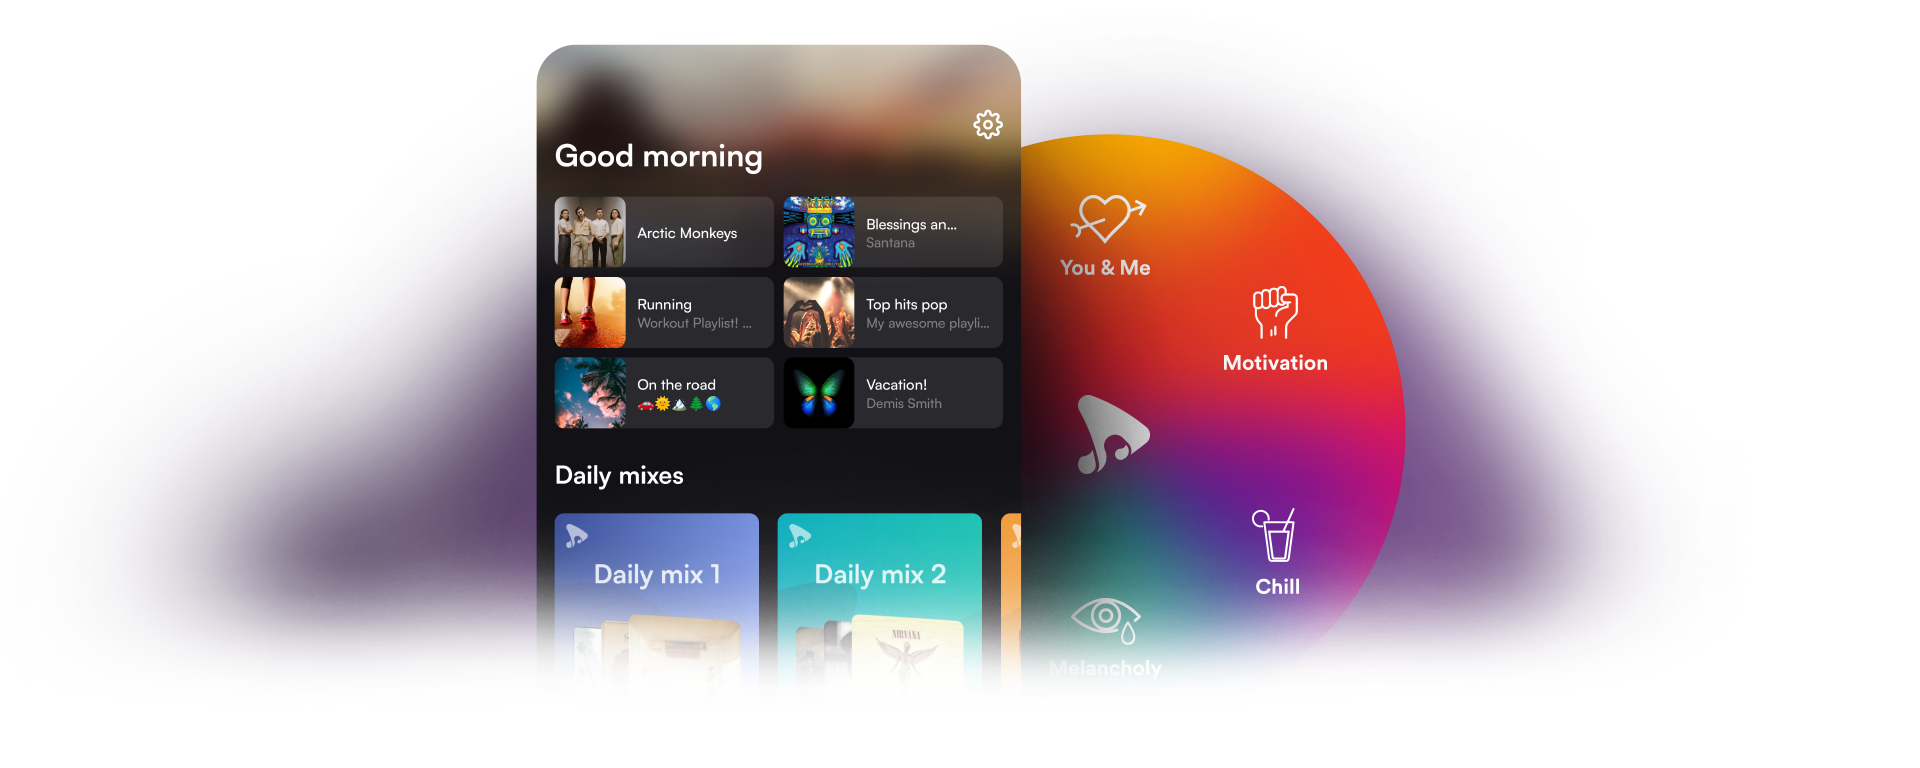 Good morning
Arctic Monkeys
Blessings an...
Santana
Running
Workout Playlist! ...
Top hits pop
My awesome playli...
On the road
🚗🌞🏔️🌲🌎
Vacation!
Demis Smith
Daily mixes
Daily mix 1
Daily mix 2
NIRVANA
You & Me
Motivation
Chill
Melancholy